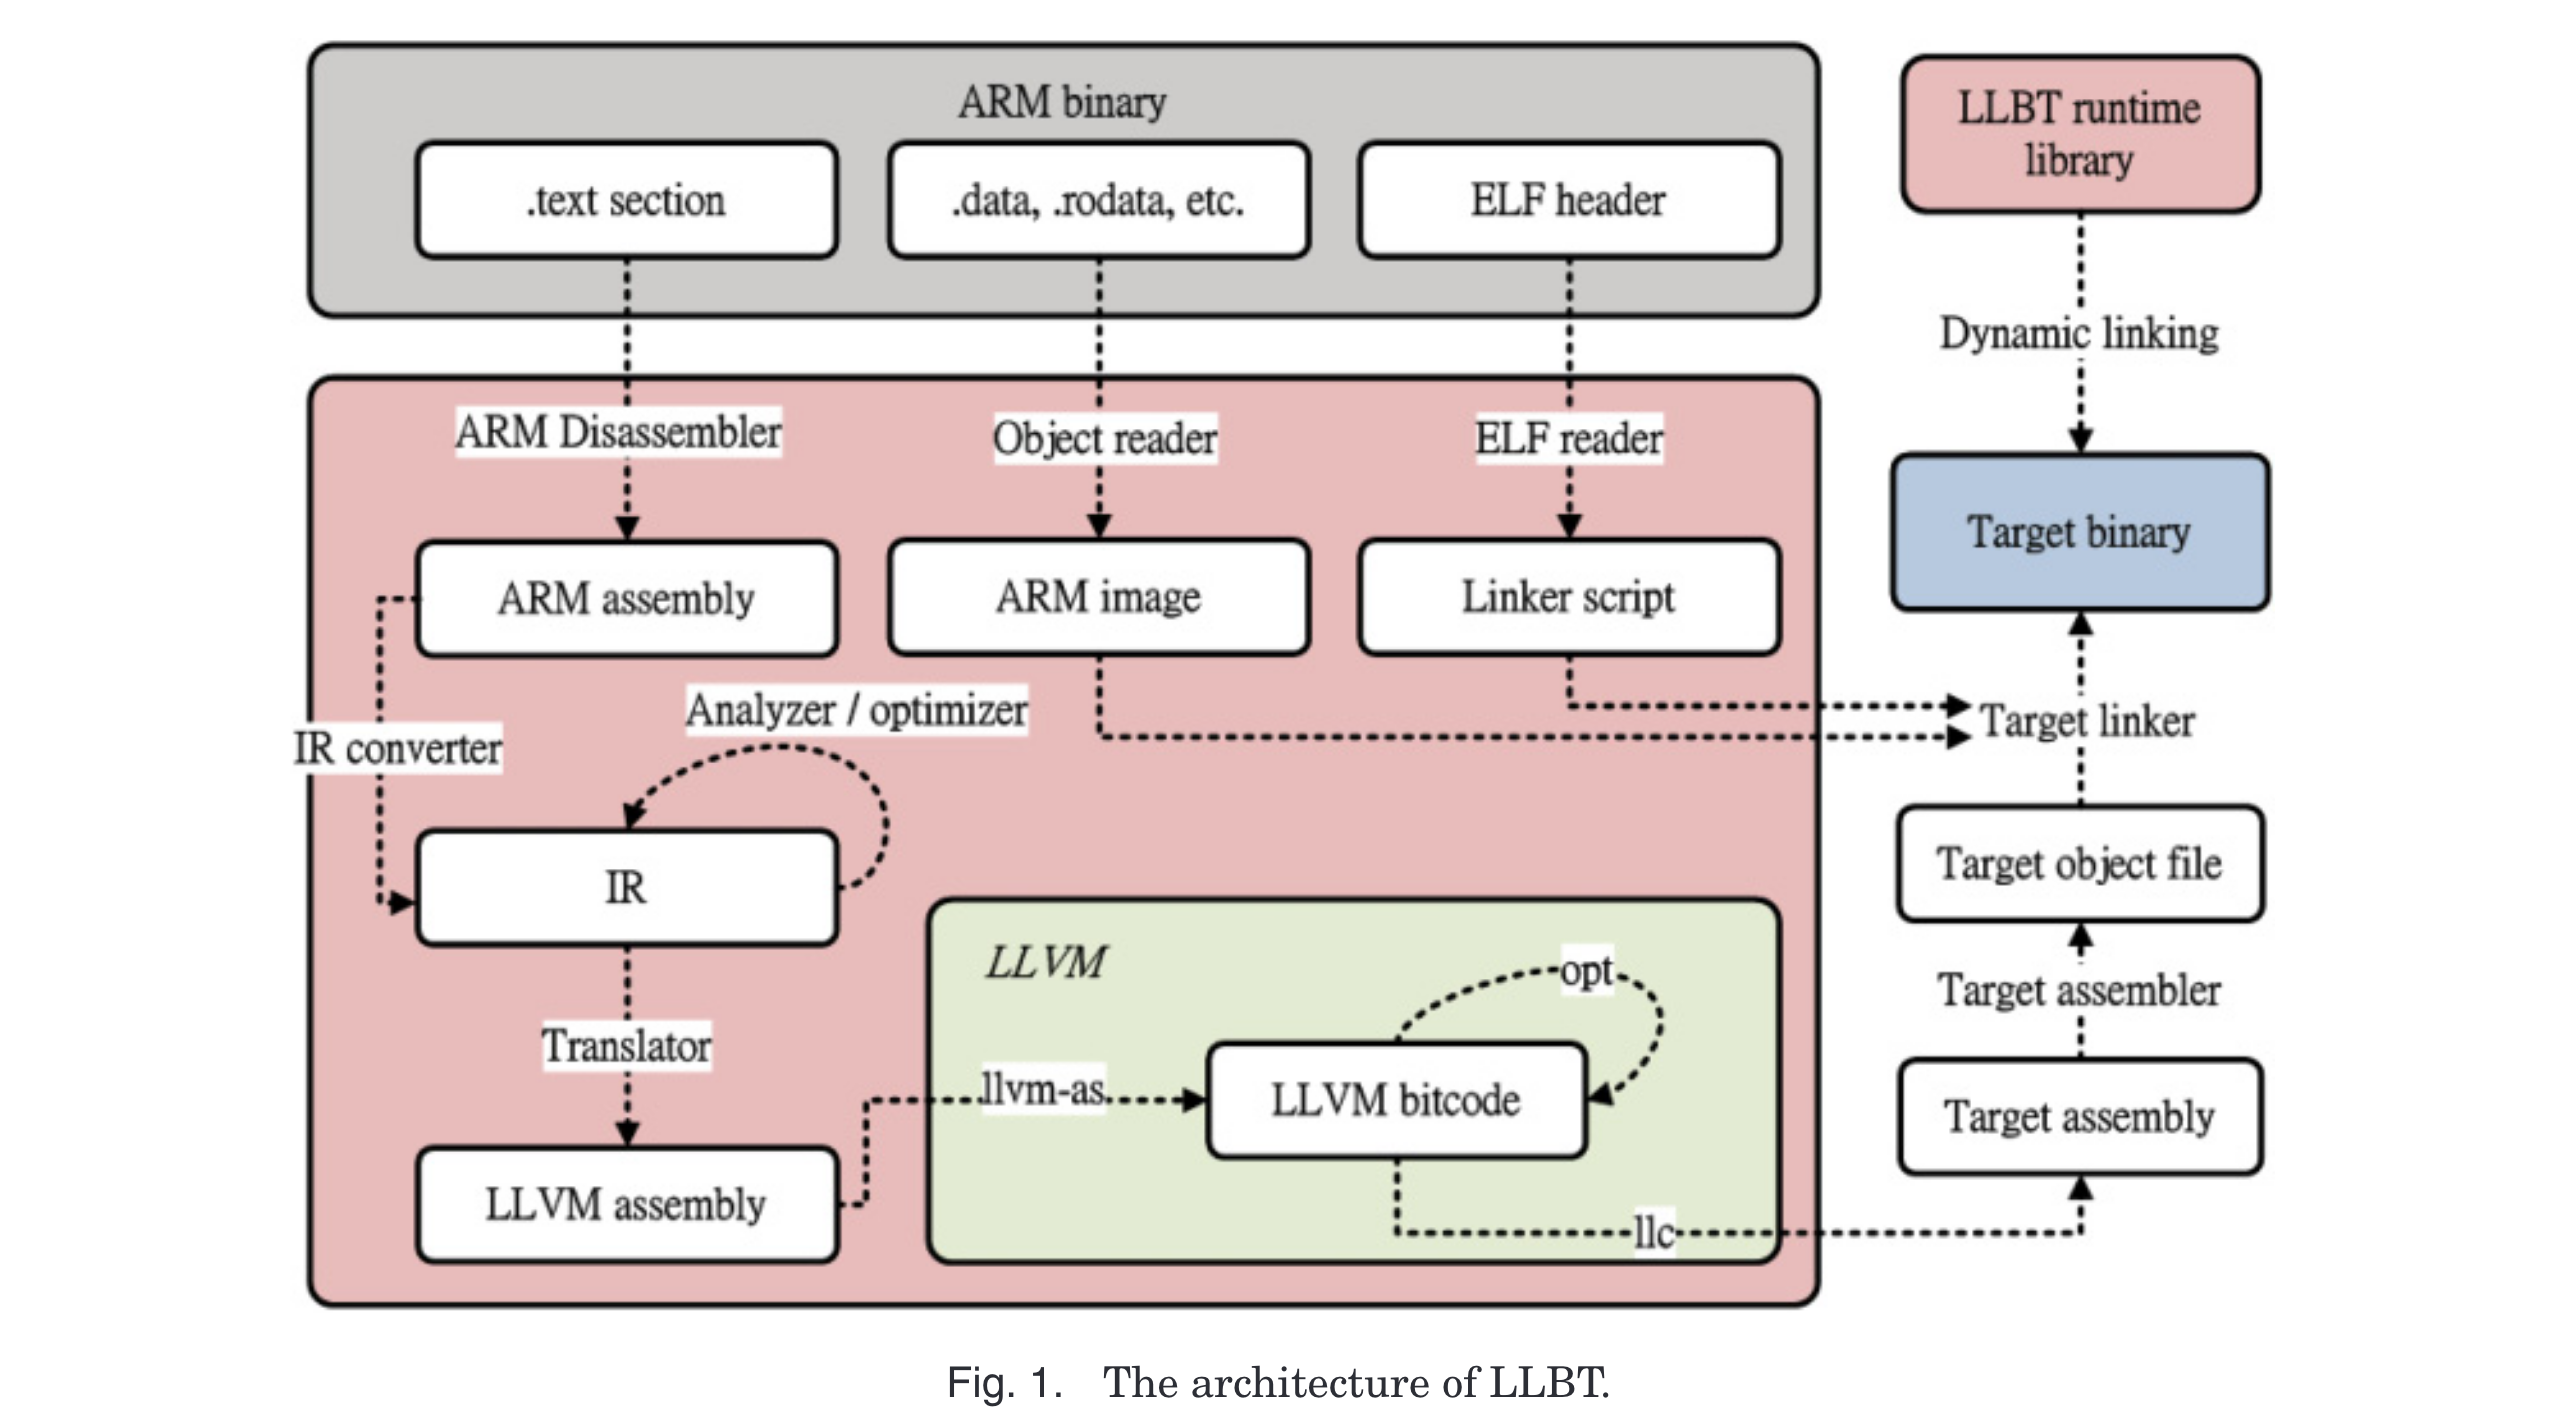 ARM binary
.text section
.data, .rodata, etc.
ELF header
LLBT runtime
library
Dynamic linking
ARM Disassembler
Object reader
ELF reader
Target binary
ARM assembly
ARM image
Linker script
Analyzer / optimizer
IR converter
Target linker
IR
Target object file
LLVM
opt
Target assembler
Translator
llvm-as
LLVM bitcode
Target assembly
LLVM assembly
llc
Fig. 1. The architecture of LLBT.